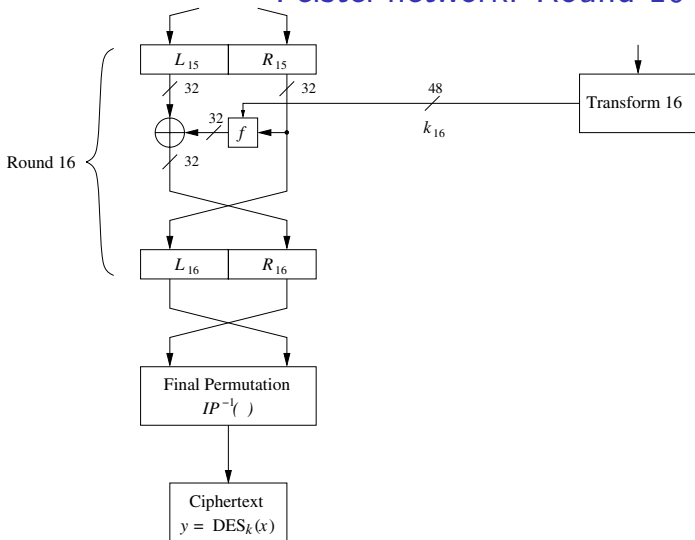 Feistel network: Round 16
L15 R15
32 32
48
Transform 16
32
f
k16
32
Round 16
L16 R16
Final Permutation
IP−1( )
Ciphertext
y = DESk(x)